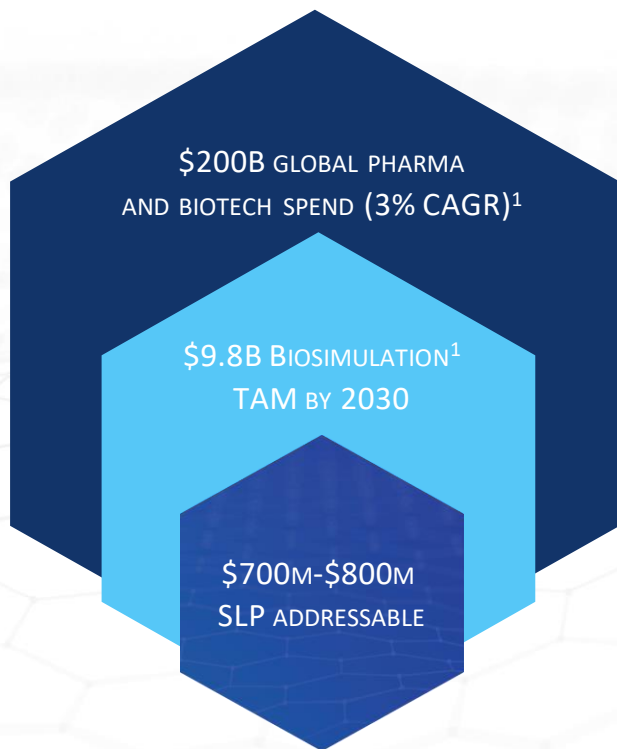 $200B GLOBAL PHARMA
AND BIOTECH SPEND (3% CAGR)¹
$9.8B BIOSIMULATION¹
TAM BY 2030
$700M-$800M
SLP ADDRESSABLE